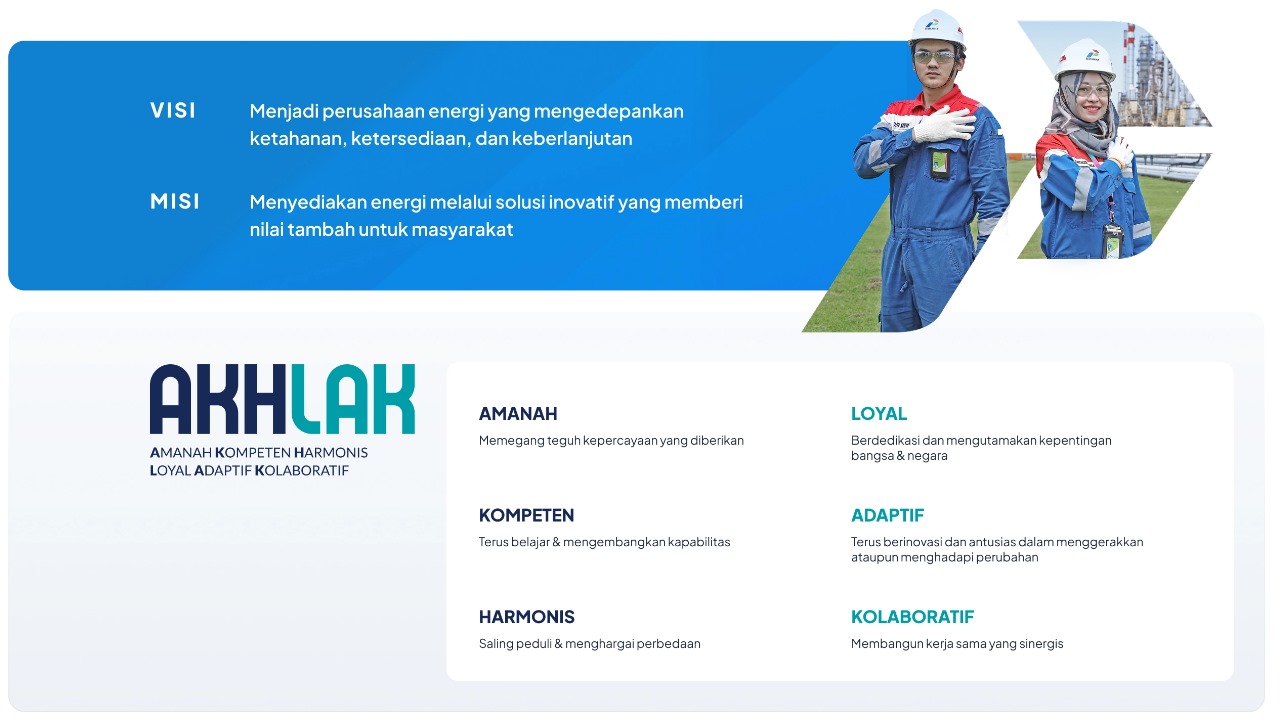 VISI
Menjadi perusahaan energi yang mengedepankan
ketahanan, ketersediaan, dan keberlanjutan
MISI
Menyediakan energi melalui solusi inovatif yang memberi
nilai tambah untuk masyarakat
AKHLAK
AMANAH KOMPETEN HARMONIS
LOYAL ADAPTIF KOLABORATIF
AMANAH
Memegang teguh kepercayaan yang diberikan
KOMPETEN
Terus belajar & mengembangkan kapabilitas
HARMONIS
Saling peduli & menghargai perbedaan
LOYAL
Berdedikasi dan mengutamakan kepentingan
bangsa & negara
ADAPTIF
Terus berinovasi dan antusias dalam menggerakkan
ataupun menghadapi perubahan
KOLABORATIF
Membangun kerja sama yang sinergis